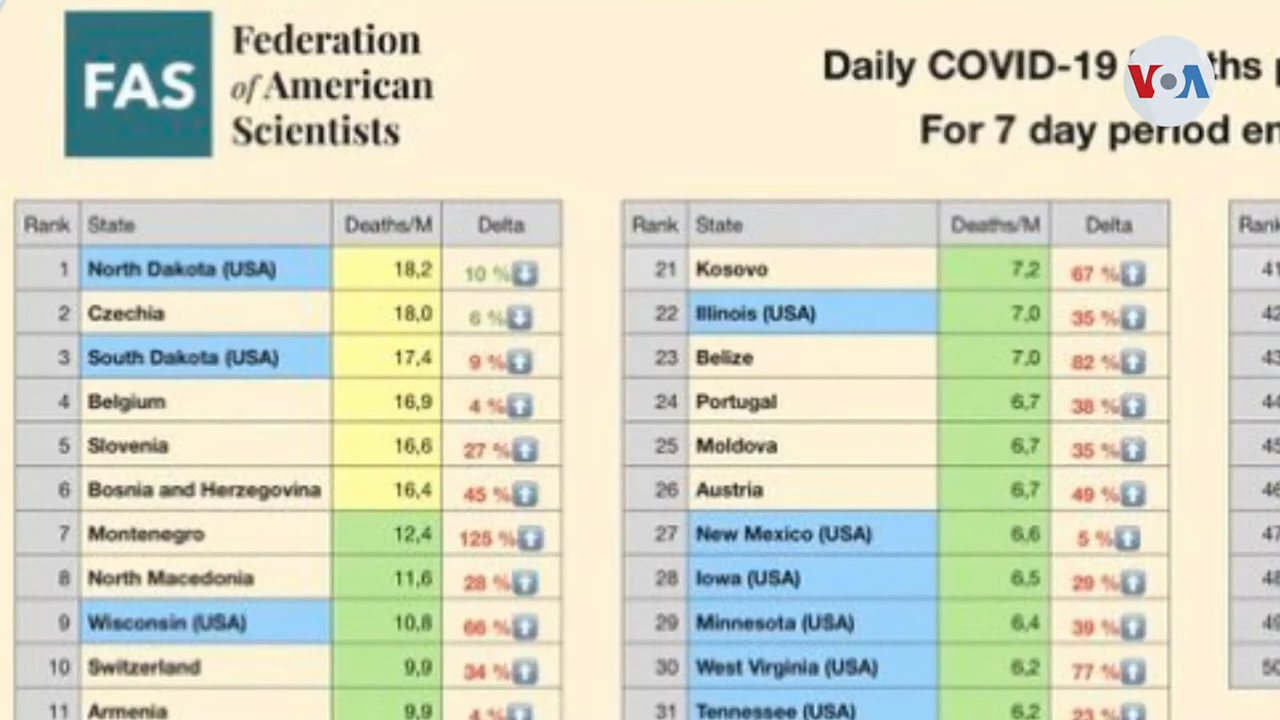 FAS
Federation
of American
Scientists
Daily COVID-19
VOA
For 7 day period
Rank State Deaths/M Delta
1 North Dakota (USA) 18,2 10 %
2 Czechia 18,0 6 %
3 South Dakota (USA) 17,4 9 %
4 Belgium 16,9 4 %
5 Slovenia 16,6 27 %
6 Bosnia and Herzegovina 16,4 45 %
7 Montenegro 12,4 125 %
8 North Macedonia 11,6 28 %
9 Wisconsin (USA) 10,8 66 %
10 Switzerland 9,9 34 %
11 Armenia 9,9 4 %
Rank State Deaths/M Delta
21 Kosovo 7,2 67 %
22 Illinois (USA) 7,0 35 %
23 Belize 7,0 82 %
24 Portugal 6,7 38 %
25 Moldova 6,7 35 %
26 Austria 6,7 49 %
27 New Mexico (USA) 6,6 5 %
28 Iowa (USA) 6,5 29 %
29 Minnesota (USA) 6,4 39 %
30 West Virginia (USA) 6,2 77 %
31 Tennessee (USA) 6,2 23 %